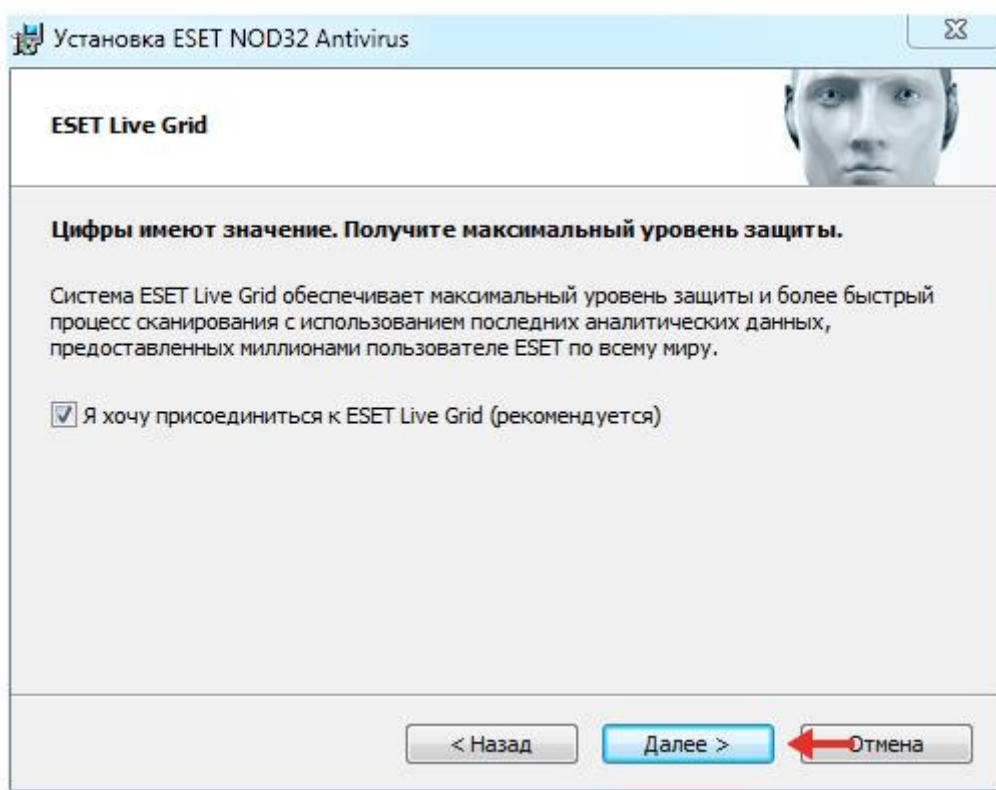 Установка ESET NOD32 Antivirus
ESET Live Grid
Цифры имеют значение. Получите максимальный уровень защиты.
Система ESET Live Grid обеспечивает максимальный уровень защиты и более быстрый
процесс сканирования с использованием последних аналитических данных,
предоставленных миллионами пользователе ESET по всему миру.
Я хочу присоединиться к ESET Live Grid (рекомендуется)
< Назад Далее > Отмена